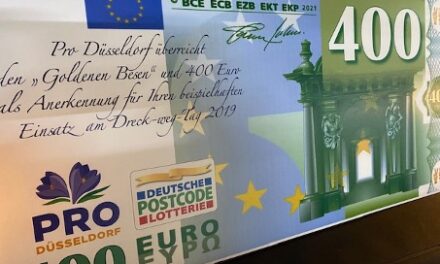 BCE ECB EZB EKT EKP 2021
400
Pro Düsseldorf überreicht
den „Goldenen Besen" und 400 Euro
als Anerkennung für Ihren beispielhaften
Einsatz am Dreck-weg-Tag 2019
PRO
DÜSSELDORF
DEUTSCHE
POSTCODE
LOTTERIE
EURO
ΕΥΡΩ